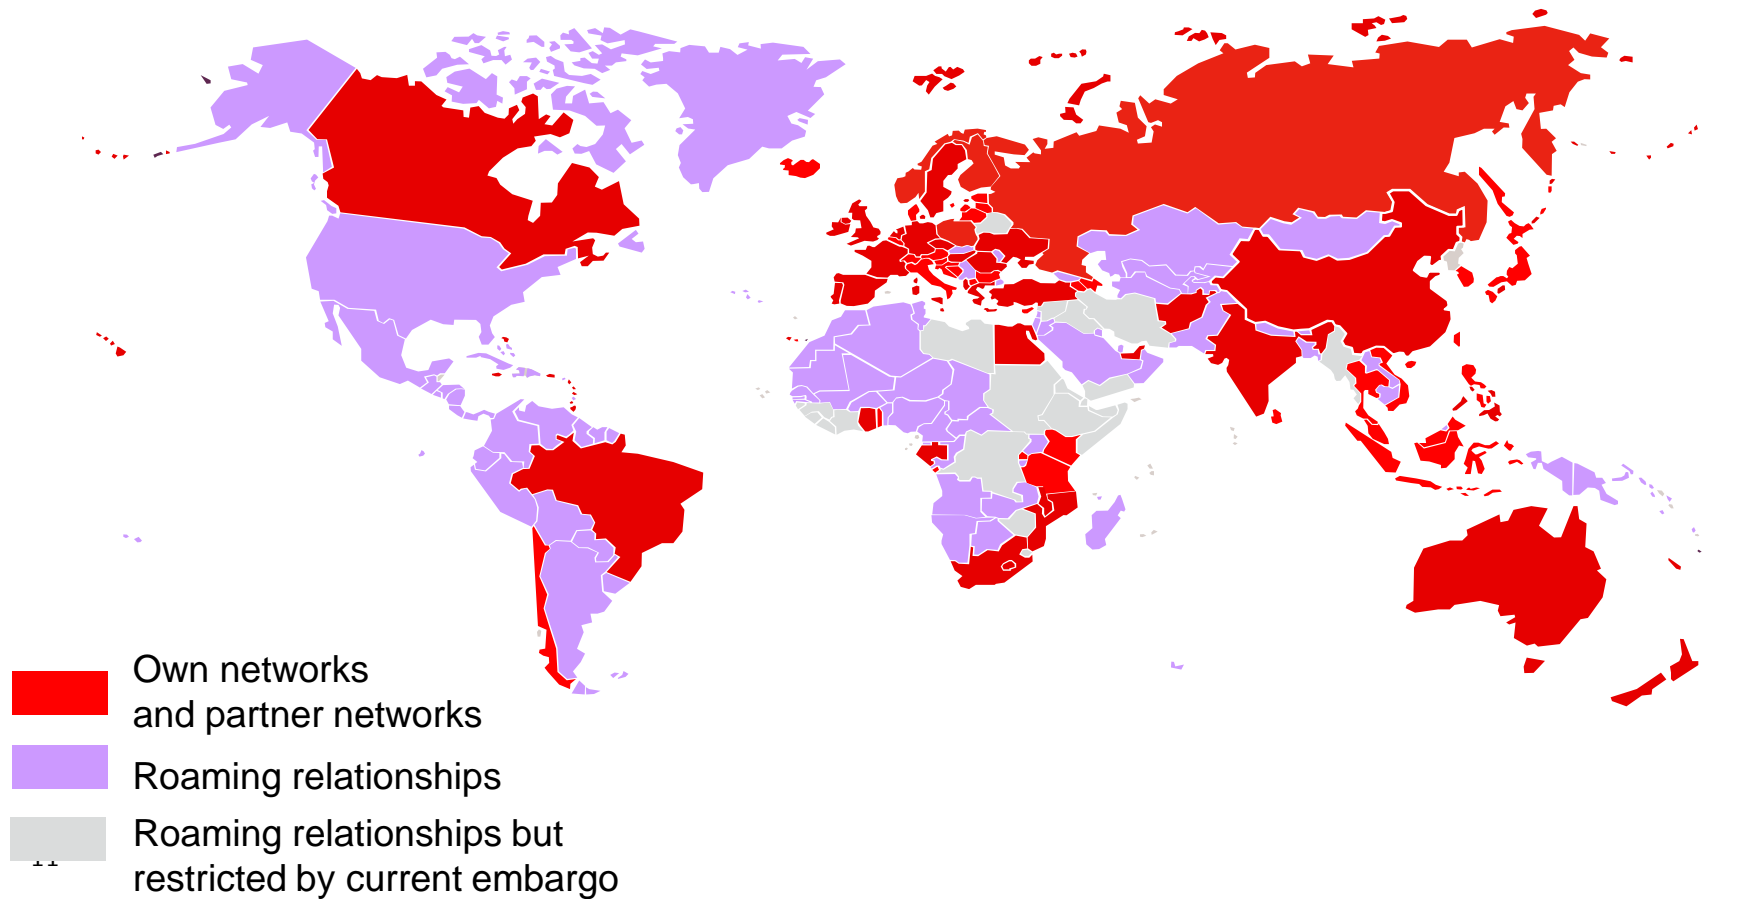 Own networks
and partner networks
Roaming relationships
Roaming relationships but
restricted by current embargo